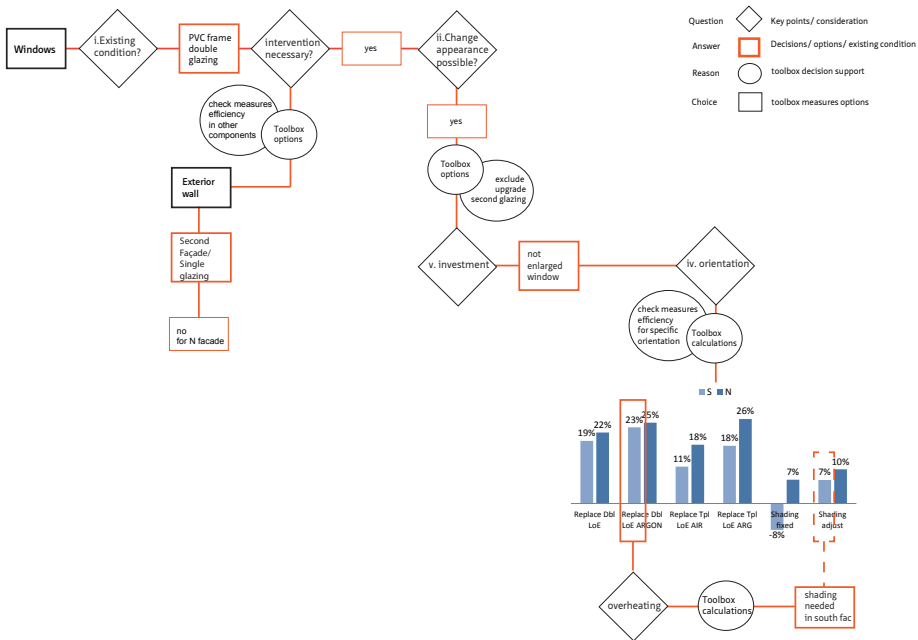 Windows
i.Existing
condition?
PVC frame
double
glazing
intervention
necessary?
yes
ii.Change
appearance
possible?
Question
Key points/ consideration
Answer
Decisions/ options/ existing condition
Reason
toolbox decision support
Choice
toolbox measures options
check measures
efficiency
in other
components
Toolbox
options
yes
Toolbox
options
exclude
upgrade
second glazing
Exterior
wall
Second
Façade/
Single
glazing
no
for N facade
v. investment
not
enlarged
window
iv. orientation
check measures
efficiency
for specific
orientation
Toolbox
calculations
S N
19% 22% 23% 25% 11% 18% 18% 26% -8% 7% 7% 10%
Replace Dbl
LoE
Replace Dbl
LoE ARGON
Replace Tpl
LoE AIR
Replace Tpl
LoE ARG
Shading
fixed
Shading
adjust
overheating
Toolbox
calculations
shading
needed
in south fac